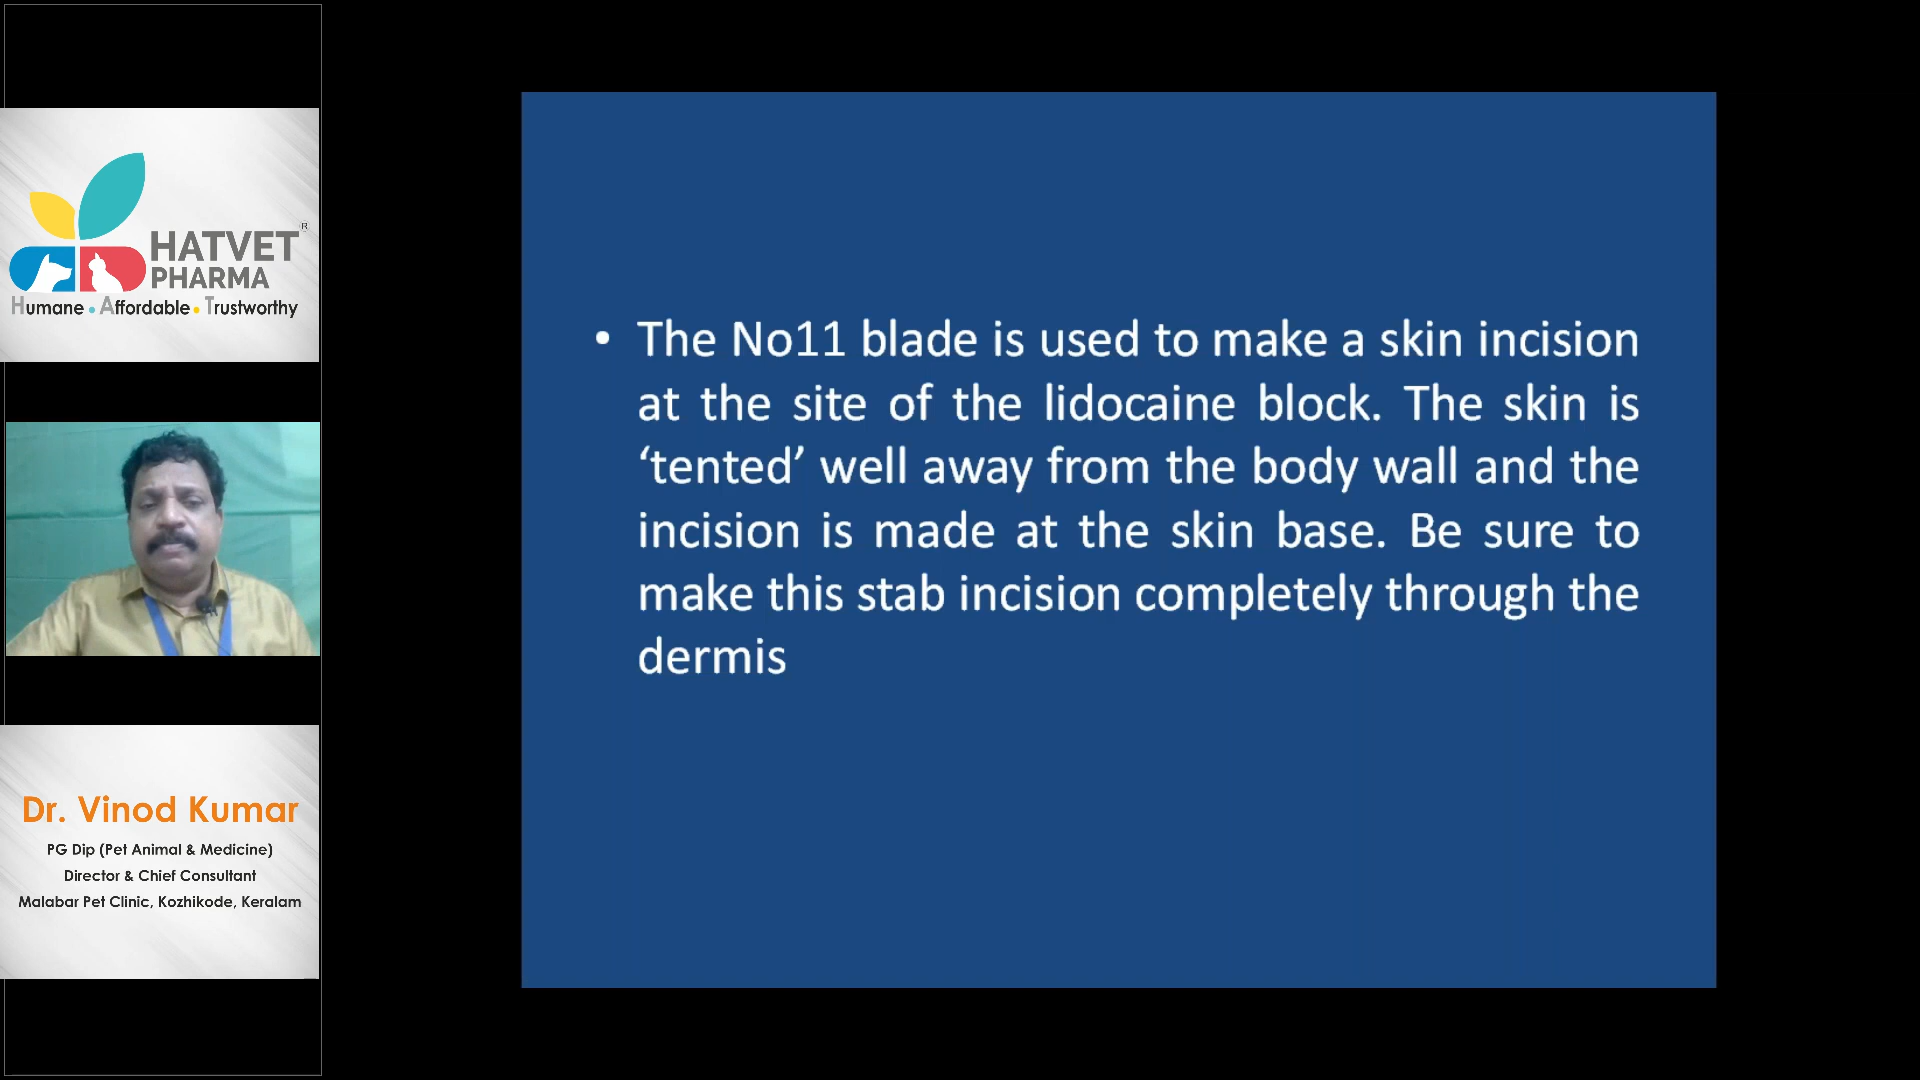 HATVET®
PHARMA
Humane • Affordable • Trustworthy
Dr. Vinod Kumar
PG Dip (Pet Animal & Medicine)
Director & Chief Consultant
Malabar Pet Clinic, Kozhikode, Keralam
• The No11 blade is used to make a skin incision
at the site of the lidocaine block. The skin is
‘tented’ well away from the body wall and the
incision is made at the skin base. Be sure to
make this stab incision completely through the
dermis